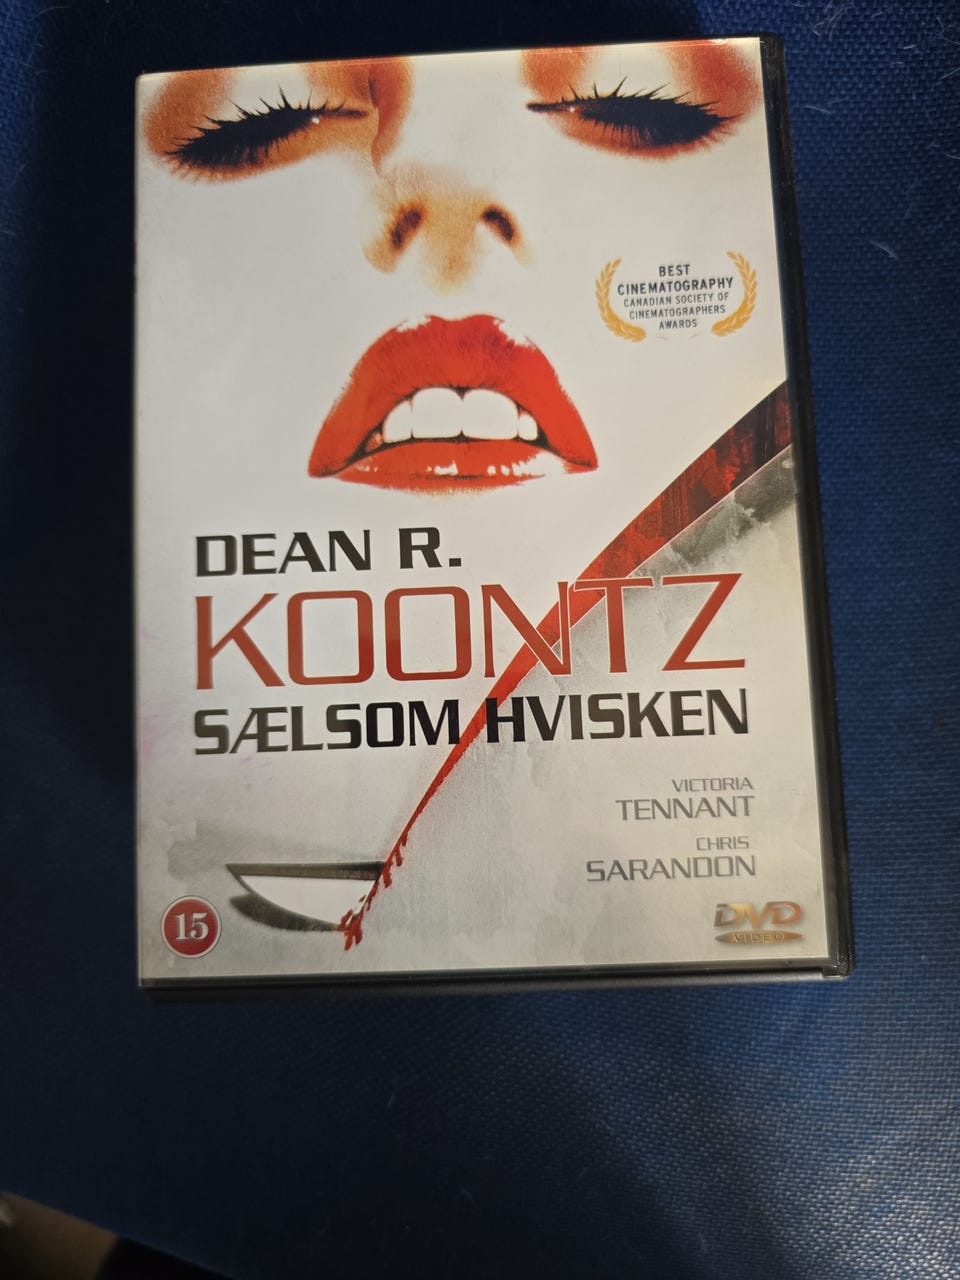 BEST
CINEMATOGRAPHY
CANADIAN SOCIETY OF
CINEMATOGRAPHERS
AWARDS
DEAN R.
KOONTZ
SÆLSOM HVISKEN
VICTORIA
TENNANT
CHRIS
SARANDON
15
DVD
VIDEO